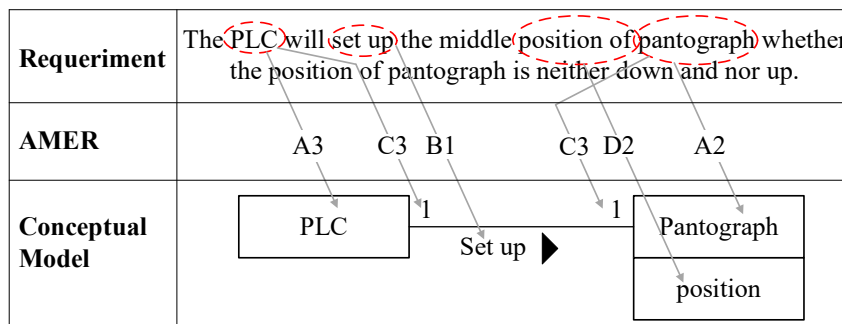 Requeriment
The PLC will set up the middle position of pantograph whether
the position of pantograph is neither down and nor up.
AMER
A3 C3 B1 C3 D2 A2
Conceptual
Model
PLC
1
1
Set up
Pantograph
position